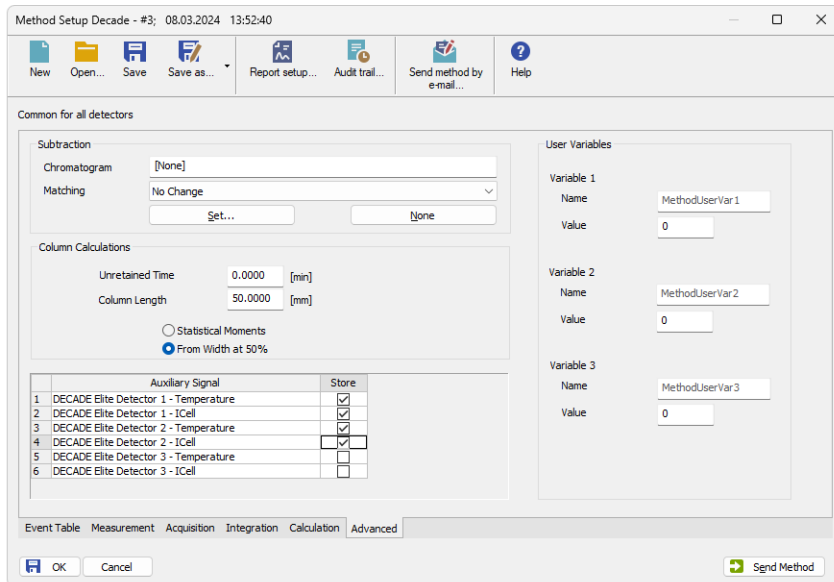 Method Setup Decade - #3; 08.03.2024 13:52:40
New Open... Save Save as... Report setup... Audit trail... Send method by e-mail... Help
Common for all detectors
Subtraction
Chromatogram [None]
Matching No Change
Set... None
Column Calculations
Unretained Time 0.0000 [min]
Column Length 50.0000 [mm]
Statistical Moments
From Width at 50%
Auxiliary Signal Store
1 DECADE Elite Detector 1 - Temperature
2 DECADE Elite Detector 1 - ICell
3 DECADE Elite Detector 2 - Temperature
4 DECADE Elite Detector 2 - ICell
5 DECADE Elite Detector 3 - Temperature
6 DECADE Elite Detector 3 - ICell
User Variables
Variable 1
Name MethodUserVar1
Value 0
Variable 2
Name MethodUserVar2
Value 0
Variable 3
Name MethodUserVar3
Value 0
Event Table Measurement Acquisition Integration Calculation Advanced
OK Cancel Send Method